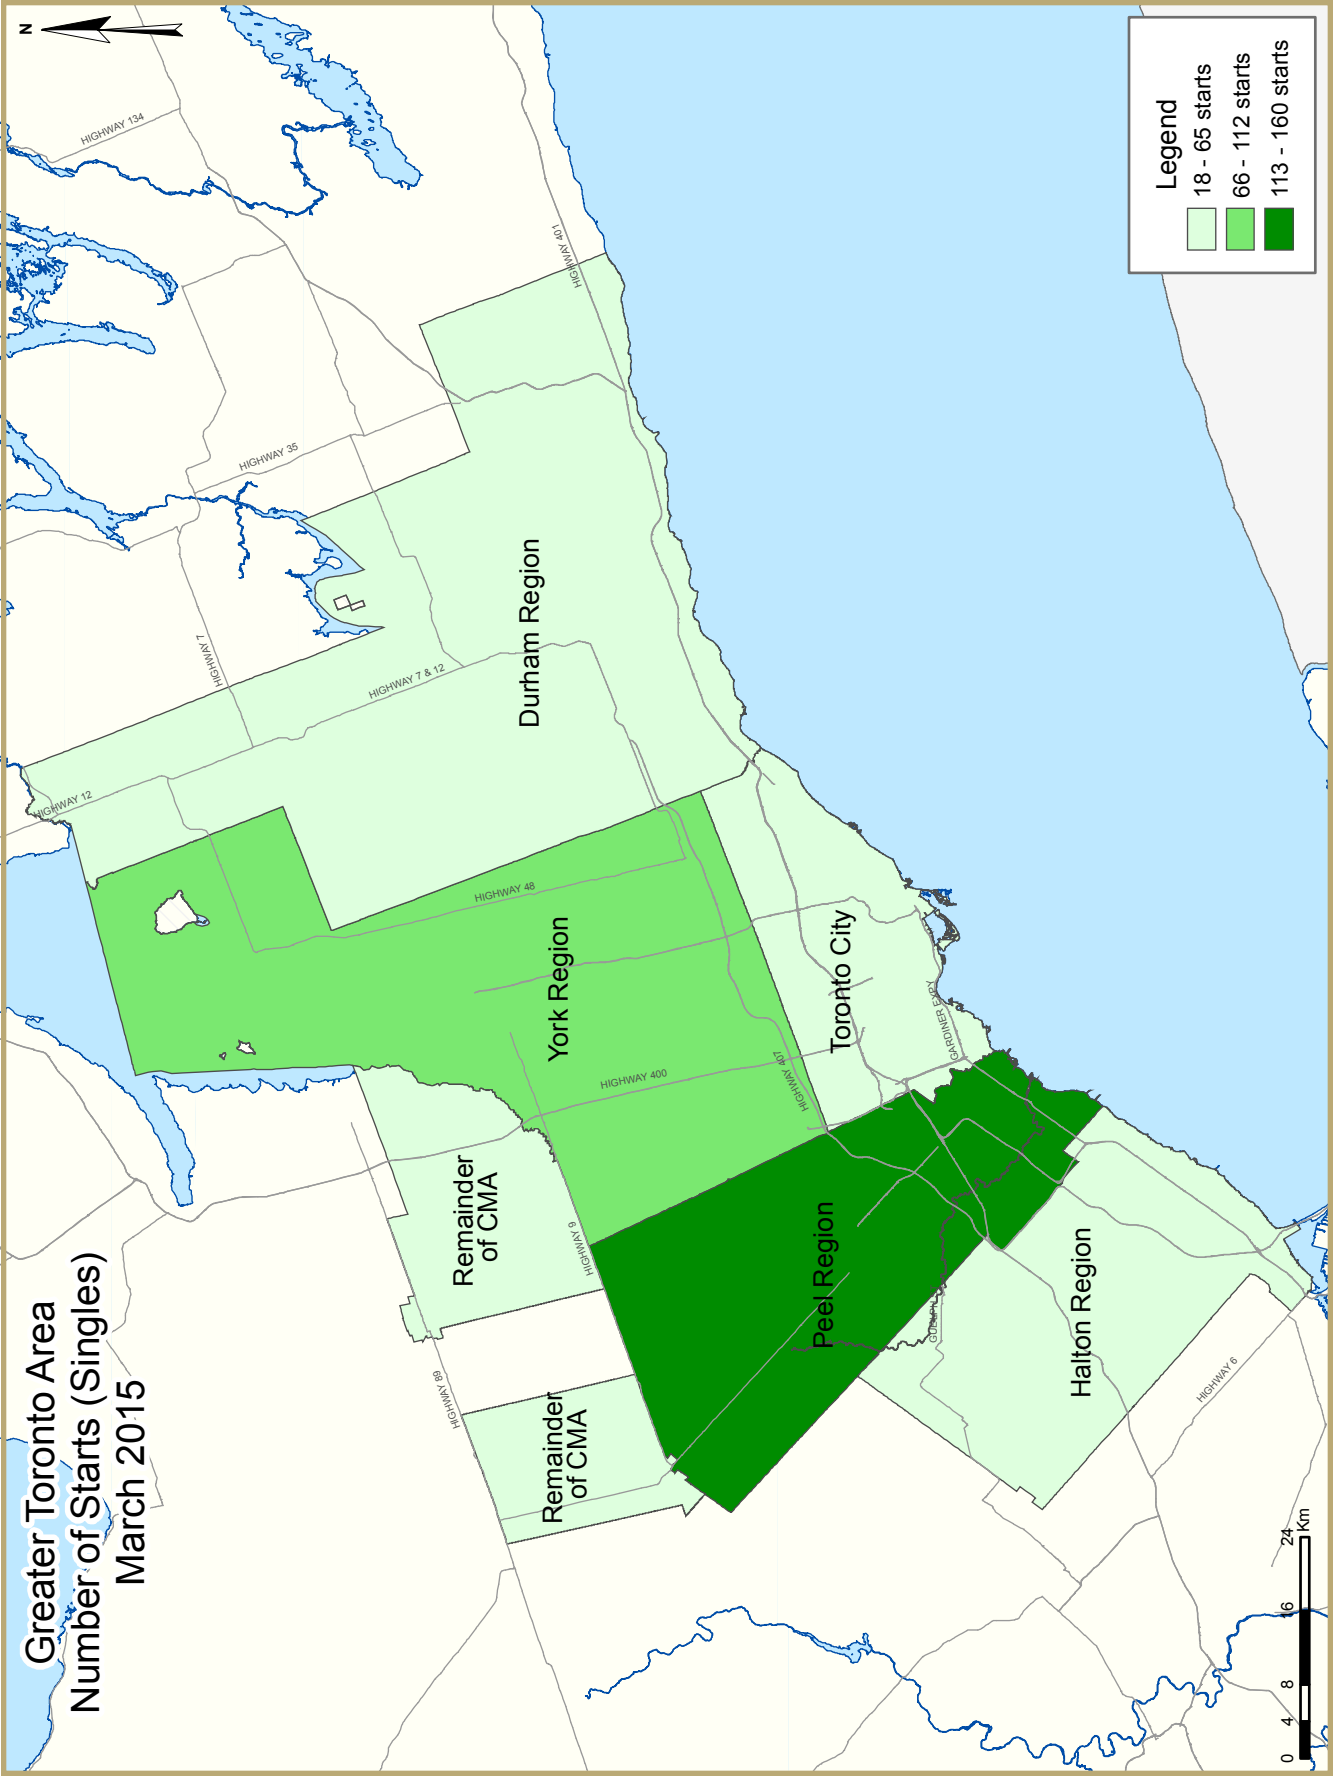 Greater Toronto Area
Number of Starts (Singles)
March 2015
N
HIGHWAY 134
HIGHWAY 401
HIGHWAY 35
HIGHWAY 7
HIGHWAY 7 & 12
HIGHWAY 12
Durham Region
HIGHWAY 48
York Region
HIGHWAY 400
HIGHWAY 407
Toronto City
GARDINER EXPY
Remainder
of CMA
HIGHWAY 9
HIGHWAY 89
Remainder
of CMA
Peel Region
GUELPH
Halton Region
HIGHWAY 6
Legend
18 - 65 starts
66 - 112 starts
113 - 160 starts
0 4 8 16 24
Km